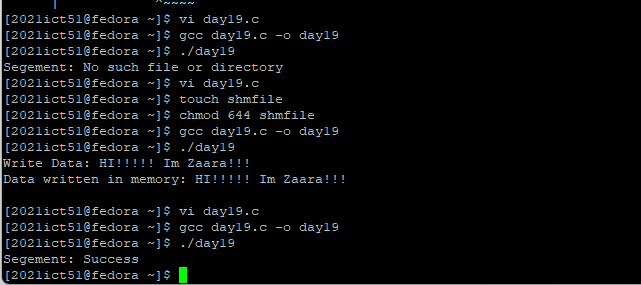 |             ^~~~~
[2021ict51@fedora ~]$ vi day19.c
[2021ict51@fedora ~]$ gcc day19.c -o day19
[2021ict51@fedora ~]$ ./day19
Segement: No such file or directory
[2021ict51@fedora ~]$ vi day19.c
[2021ict51@fedora ~]$ touch shmfile
[2021ict51@fedora ~]$ chmod 644 shmfile
[2021ict51@fedora ~]$ gcc day19.c -o day19
[2021ict51@fedora ~]$ ./day19
Write Data: HI!!!!! Im Zaara!!!
Data written in memory: HI!!!!! Im Zaara!!!
[2021ict51@fedora ~]$ vi day19.c
[2021ict51@fedora ~]$ gcc day19.c -o day19
[2021ict51@fedora ~]$ ./day19
Segement: Success
[2021ict51@fedora ~]$